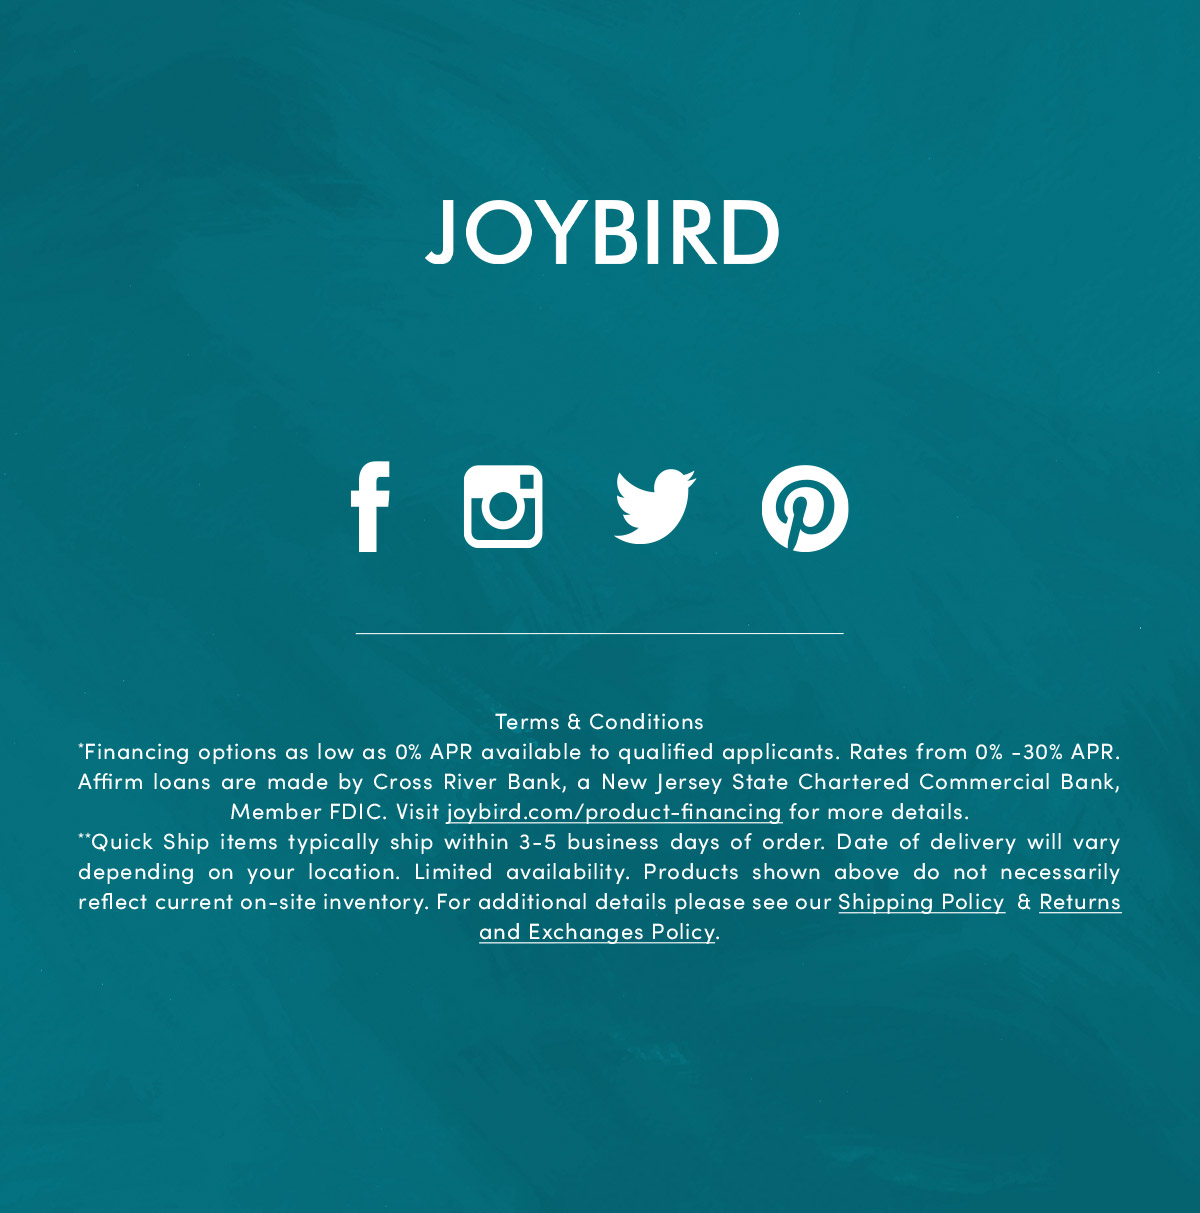 JOYBIRD
Terms & Conditions
*Financing options as low as 0% APR available to qualified applicants. Rates from 0% -30% APR.
Affirm loans are made by Cross River Bank, a New Jersey State Chartered Commercial Bank,
Member FDIC. Visit joybird.com/product-financing for more details.
**Quick Ship items typically ship within 3-5 business days of order. Date of delivery will vary
depending on your location. Limited availability. Products shown above do not necessarily
reflect current on-site inventory. For additional details please see our Shipping Policy & Returns
and Exchanges Policy.